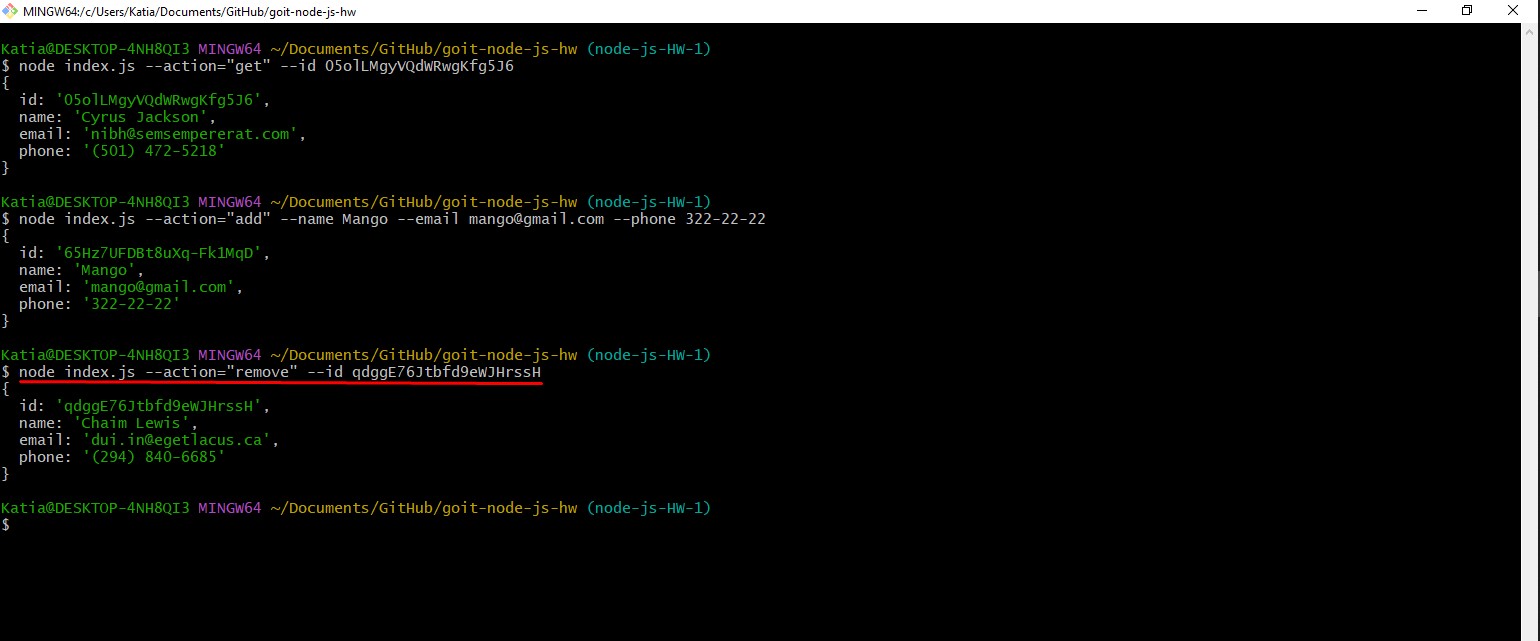 MINGW64:/c/Users/Katia/Documents/GitHub/goit-node-js-hw
Katia@DESKTOP-4NH8QI3 MINGW64 ~/Documents/GitHub/goit-node-js-hw (node-js-HW-1)
$ node index.js --action="get" --id O5olLMgyVQdWRwgKfg5J6
{
  id: 'O5olLMgyVQdWRwgKfg5J6',
  name: 'Cyrus Jackson',
  email: 'nibh@semsempererat.com',
  phone: '(501) 472-5218'
}
Katia@DESKTOP-4NH8QI3 MINGW64 ~/Documents/GitHub/goit-node-js-hw (node-js-HW-1)
$ node index.js --action="add" --name Mango --email mango@gmail.com --phone 322-22-22
{
  id: '65Hz7UFDBt8uXq-Fk1MqD',
  name: 'Mango',
  email: 'mango@gmail.com',
  phone: '322-22-22'
}
Katia@DESKTOP-4NH8QI3 MINGW64 ~/Documents/GitHub/goit-node-js-hw (node-js-HW-1)
$ node index.js --action="remove" --id qdggE76Jtbfd9eWJHrssH
{
  id: 'qdggE76Jtbfd9eWJHrssH',
  name: 'Chaim Lewis',
  email: 'dui.in@egetlacus.ca',
  phone: '(294) 840-6685'
}
Katia@DESKTOP-4NH8QI3 MINGW64 ~/Documents/GitHub/goit-node-js-hw (node-js-HW-1)
$